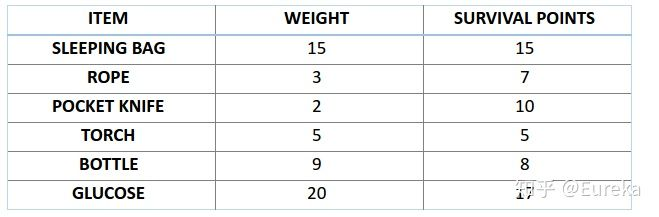 ITEM WEIGHT SURVIVAL POINTS
SLEEPING BAG 15 15
ROPE 3 7
POCKET KNIFE 2 10
TORCH 5 5
BOTTLE 9 8
GLUCOSE 20 17
知乎 @Eureka